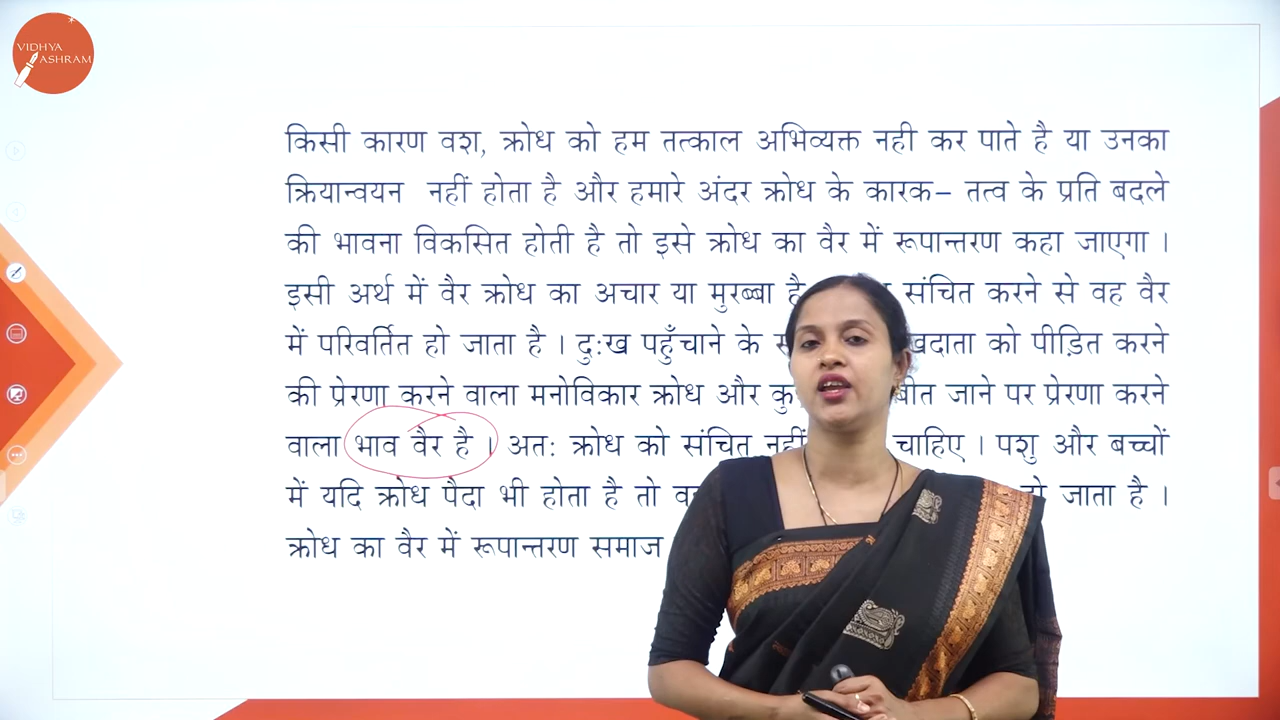 VIDHYA
ASHRAM
किसी कारण वश, क्रोध को हम तत्काल अभिव्यक्त नही कर पाते है या उनका
क्रियान्वयन नहीं होता है और हमारे अंदर क्रोध के कारक– तत्व के प्रति बदले
की भावना विकसित होती है तो इसे क्रोध का वैर में रूपान्तरण कहा जाएगा ।
इसी अर्थ में वैर क्रोध का अचार या मुरब्बा है संचित करने से वह वैर
में परिवर्तित हो जाता है । दुःख पहुँचाने के को पीड़ित करने
की प्रेरणा करने वाला मनोविकार क्रोध और बीत जाने पर प्रेरणा करने
वाला भाव वैर है । अतः क्रोध को संचित नहीं चाहिए । पशु और बच्चों
में यदि क्रोध पैदा भी होता है तो जाता है ।
क्रोध का वैर में रूपान्तरण समाज